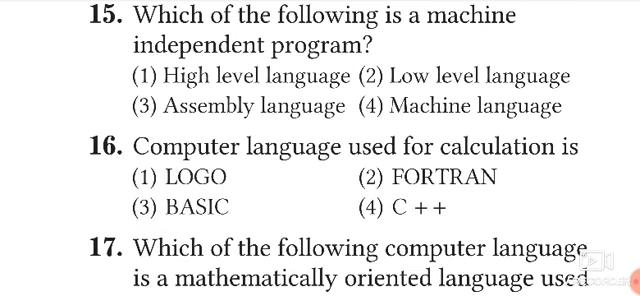 15. Which of the following is a machine
independent program?
(1) High level language (2) Low level language
(3) Assembly language (4) Machine language
16. Computer language used for calculation is
(1) LOGO (2) FORTRAN
(3) BASIC (4) C + +
17. Which of the following computer language
is a mathematically oriented language used